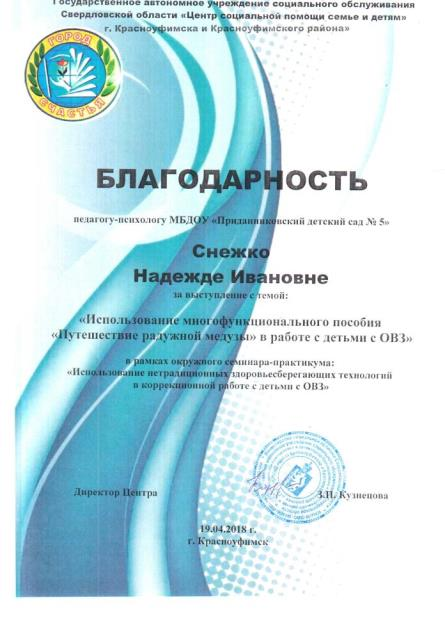 Государственное автономное учреждение социального обслуживания
Свердловской области «Центр социальной помощи семье и детям»
г. Красноуфимска и Красноуфимского района»
ГОРОД
СЧАСТЬЯ
БЛАГОДАРНОСТЬ
педагогу-психологу МБДОУ «Приданниковский детский сад № 5»
Снежко
Надежде Ивановне
за выступление с темой:
«Использование многофункционального пособия
«Путешествие радужной медузы» в работе с детьми с ОВЗ»
в рамках окружного семинара-практикума:
«Использование нетрадиционных здоровьесберегающих технологий
в коррекционной работе с детьми с ОВЗ»
Директор Центра
З.П. Кузнецова
19.04.2018 г.
г. Красноуфимск